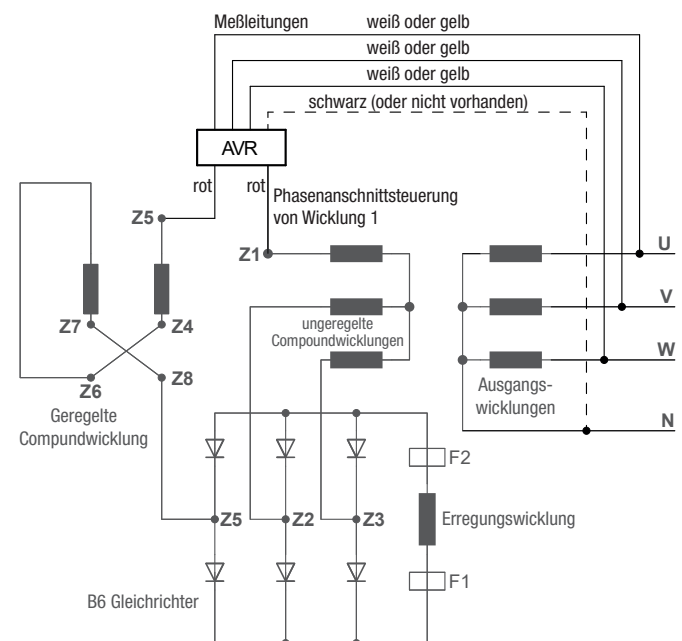 Meßleitungen weiß oder gelb
weiß oder gelb
weiß oder gelb
schwarz (oder nicht vorhanden)
AVR
rot rot Phasenanschnittsteuerung
von Wicklung 1
Z5
Z1
U
V
W
N
Z7 Z4
ungeregelte
Compoundwicklungen
Z6 Z8
Geregelte
Compundwicklung
Ausgangs-
wicklungen
F2
Z5 Z2 Z3 Erregungswicklung
F1
B6 Gleichrichter